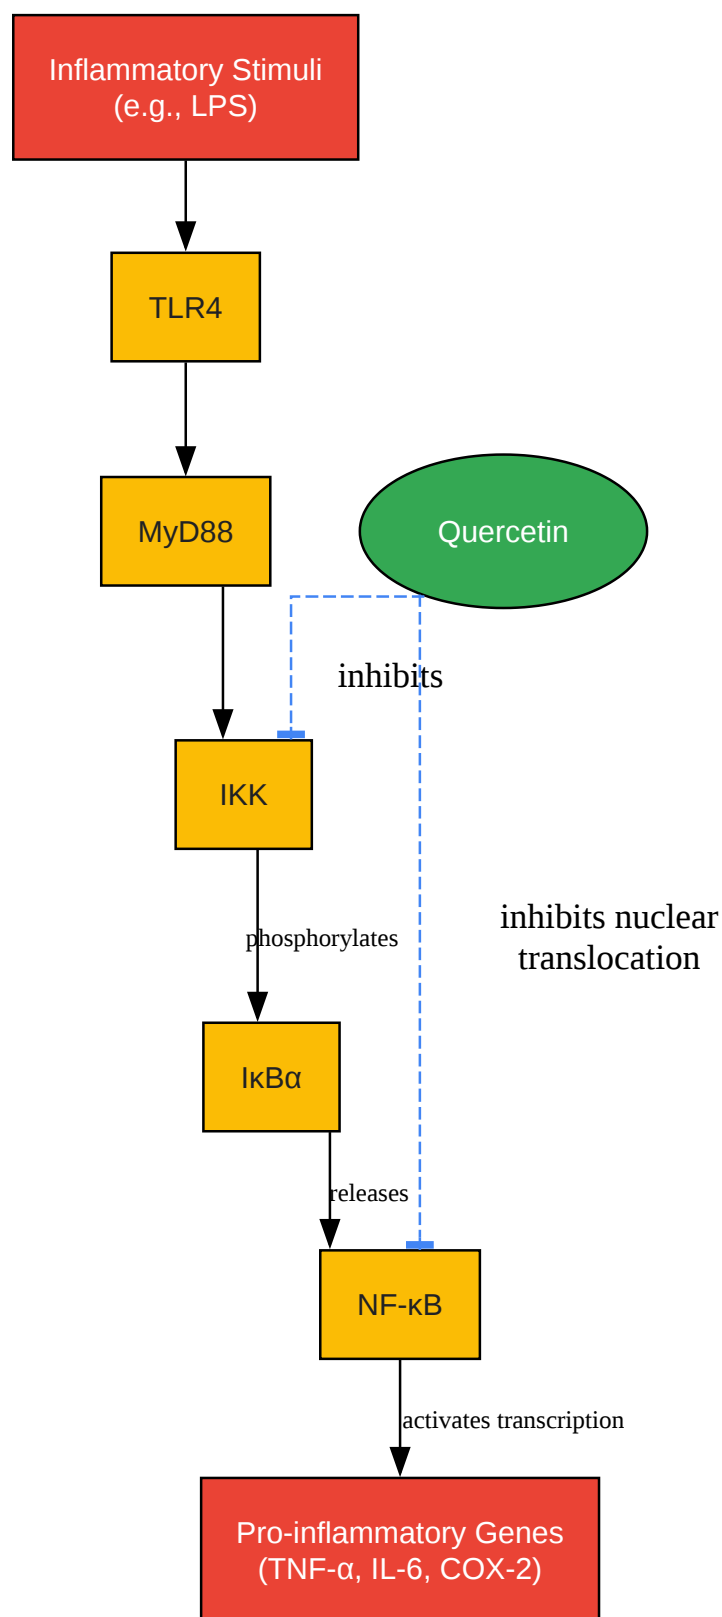 Inflammatory Stimuli
(e.g., LPS)
TLR4
MyD88
Quercetin
inhibits
IKK
phosphorylates
inhibits nuclear
translocation
IκBα
releases
NF-κB
activates transcription
Pro-inflammatory Genes
(TNF-α, IL-6, COX-2)